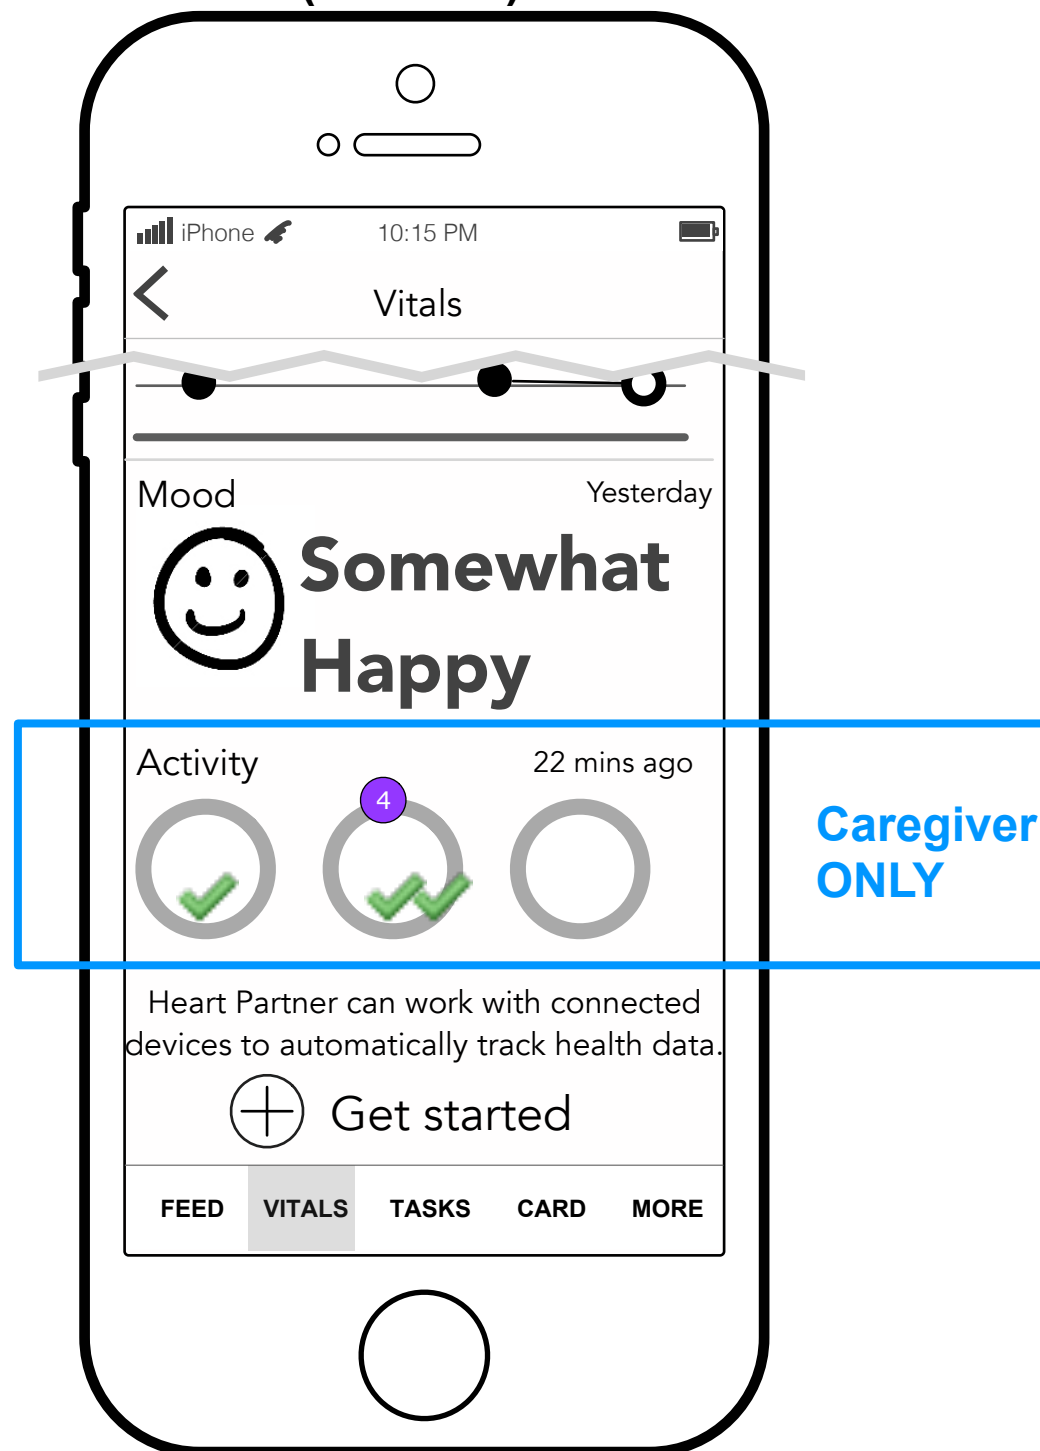 iPhone 10:15 PM
Vitals
Mood Yesterday
Somewhat
Happy
Activity 22 mins ago
4
Caregiver
ONLY
Heart Partner can work with connected
devices to automatically track health data.
Get started
FEED VITALS TASKS CARD MORE